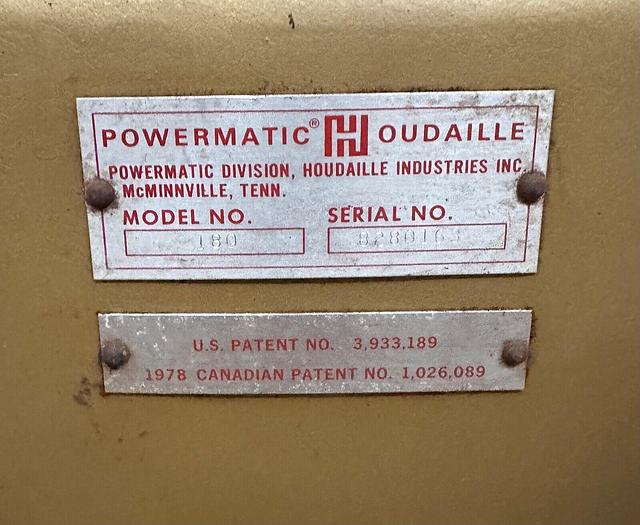 POWERMATIC® HOUDAILLE
POWERMATIC DIVISION, HOUDAILLE INDUSTRIES INC.
McMINNVILLE, TENN.
MODEL NO. SERIAL NO.
180 8280163
U.S. PATENT NO. 3,933,189
1978 CANADIAN PATENT NO. 1,026,089